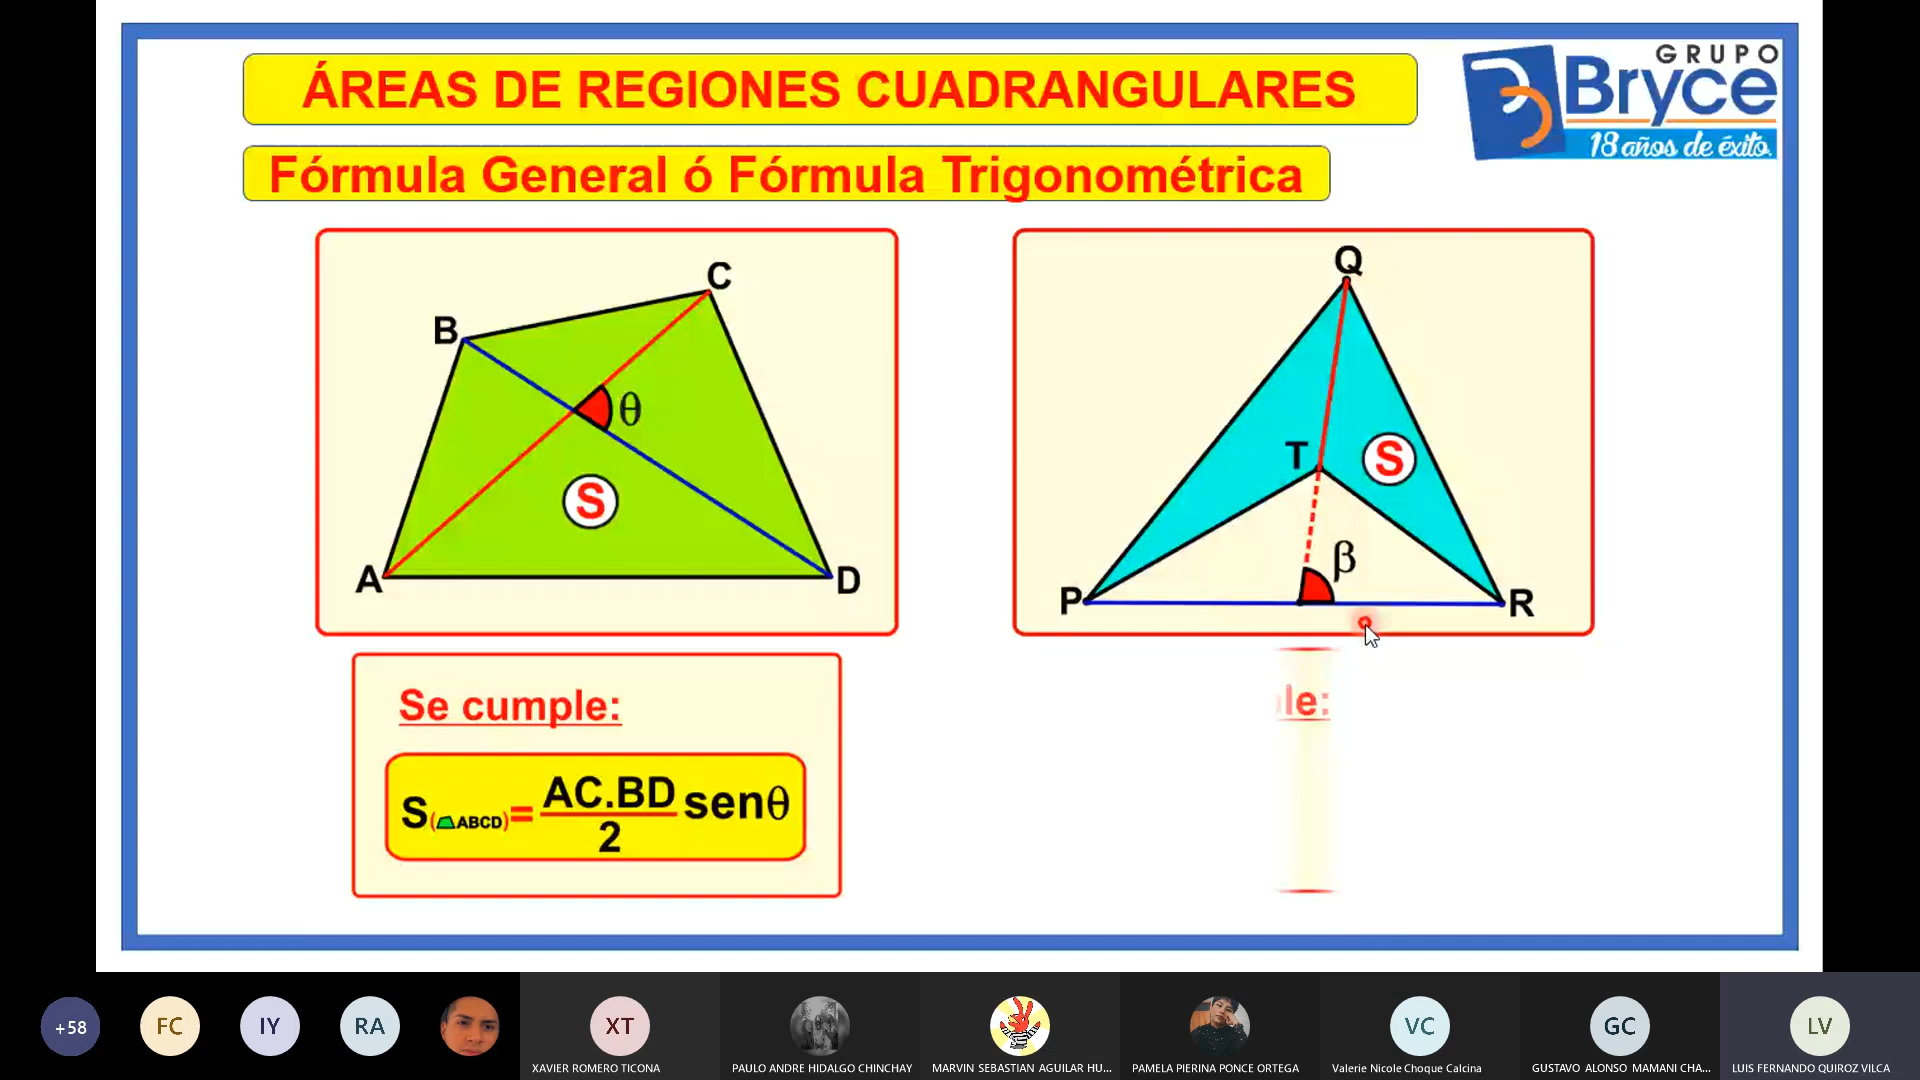 ÁREAS DE REGIONES CUADRANGULARES
GRUPO
Bryce
18 años de éxito.
Fórmula General ó Fórmula Trigonométrica
C
B
θ
S
A
D
Q
T
S
β
P
R
Se cumple:
S(ABCD)= AC.BD/2 senθ
le:
+58
FC
IY
RA
XT
VC
GC
LV
XAVIER ROMERO TICONA
PAULO ANDRE HIDALGO CHINCHAY
MARVIN SEBASTIAN AGUILAR HU...
PAMELA PIERINA PONCE ORTEGA
Valerie Nicole Choque Calcina
GUSTAVO ALONSO MAMANI CHA...
LUIS FERNANDO QUIROZ VILCA